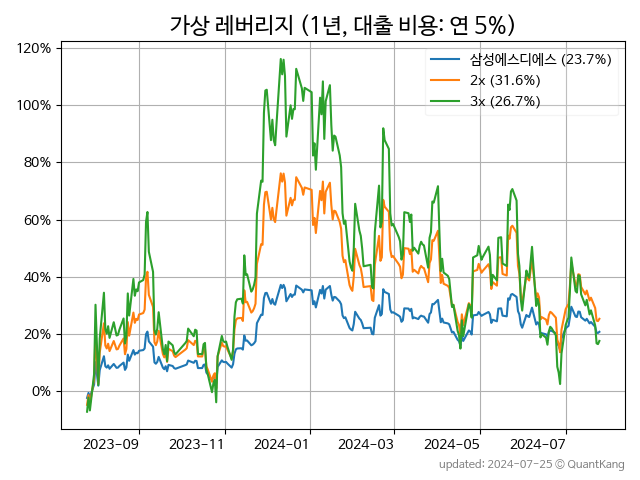 가상 레버리지 (1년, 대출 비용: 연 5%)
120%
100%
80%
60%
40%
20%
0%
삼성에스디에스 (23.7%)
2x (31.6%)
3x (26.7%)
2023-09 2023-11 2024-01 2024-03 2024-05 2024-07
updated: 2024-07-25 © QuantKang